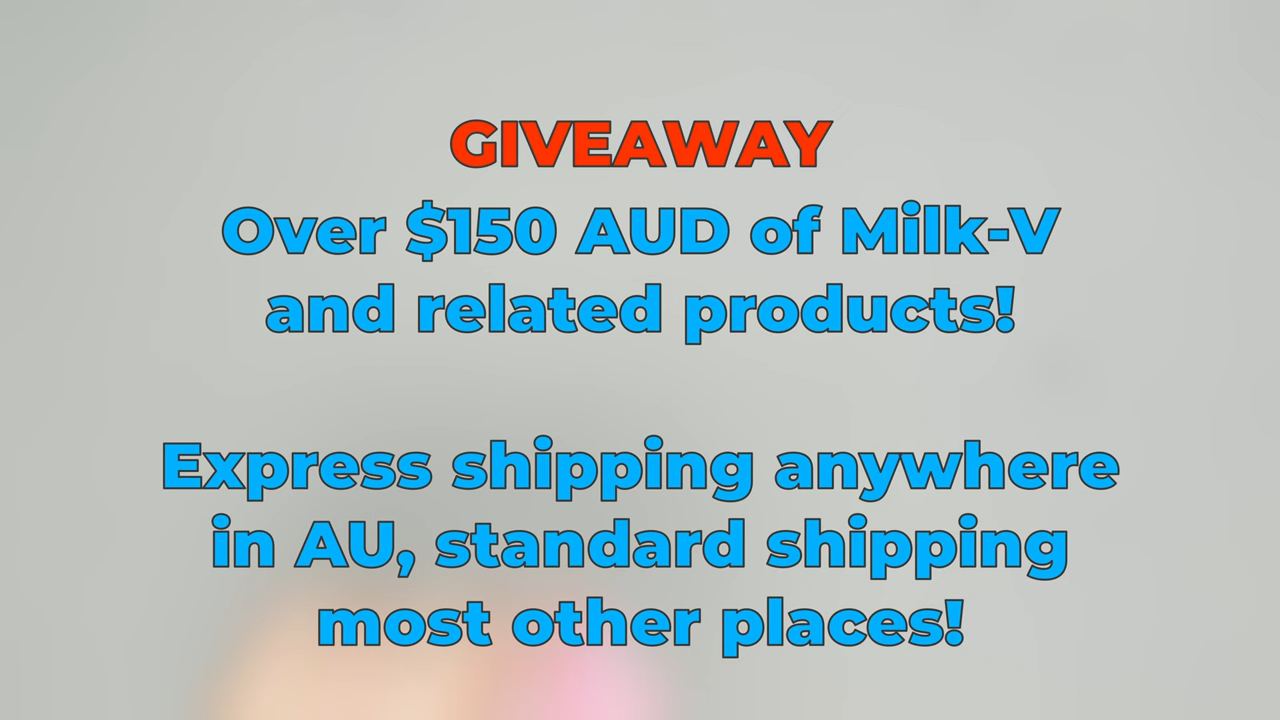 GIVEAWAY
Over $150 AUD of Milk-V
and related products!
Express shipping anywhere
in AU, standard shipping
most other places!